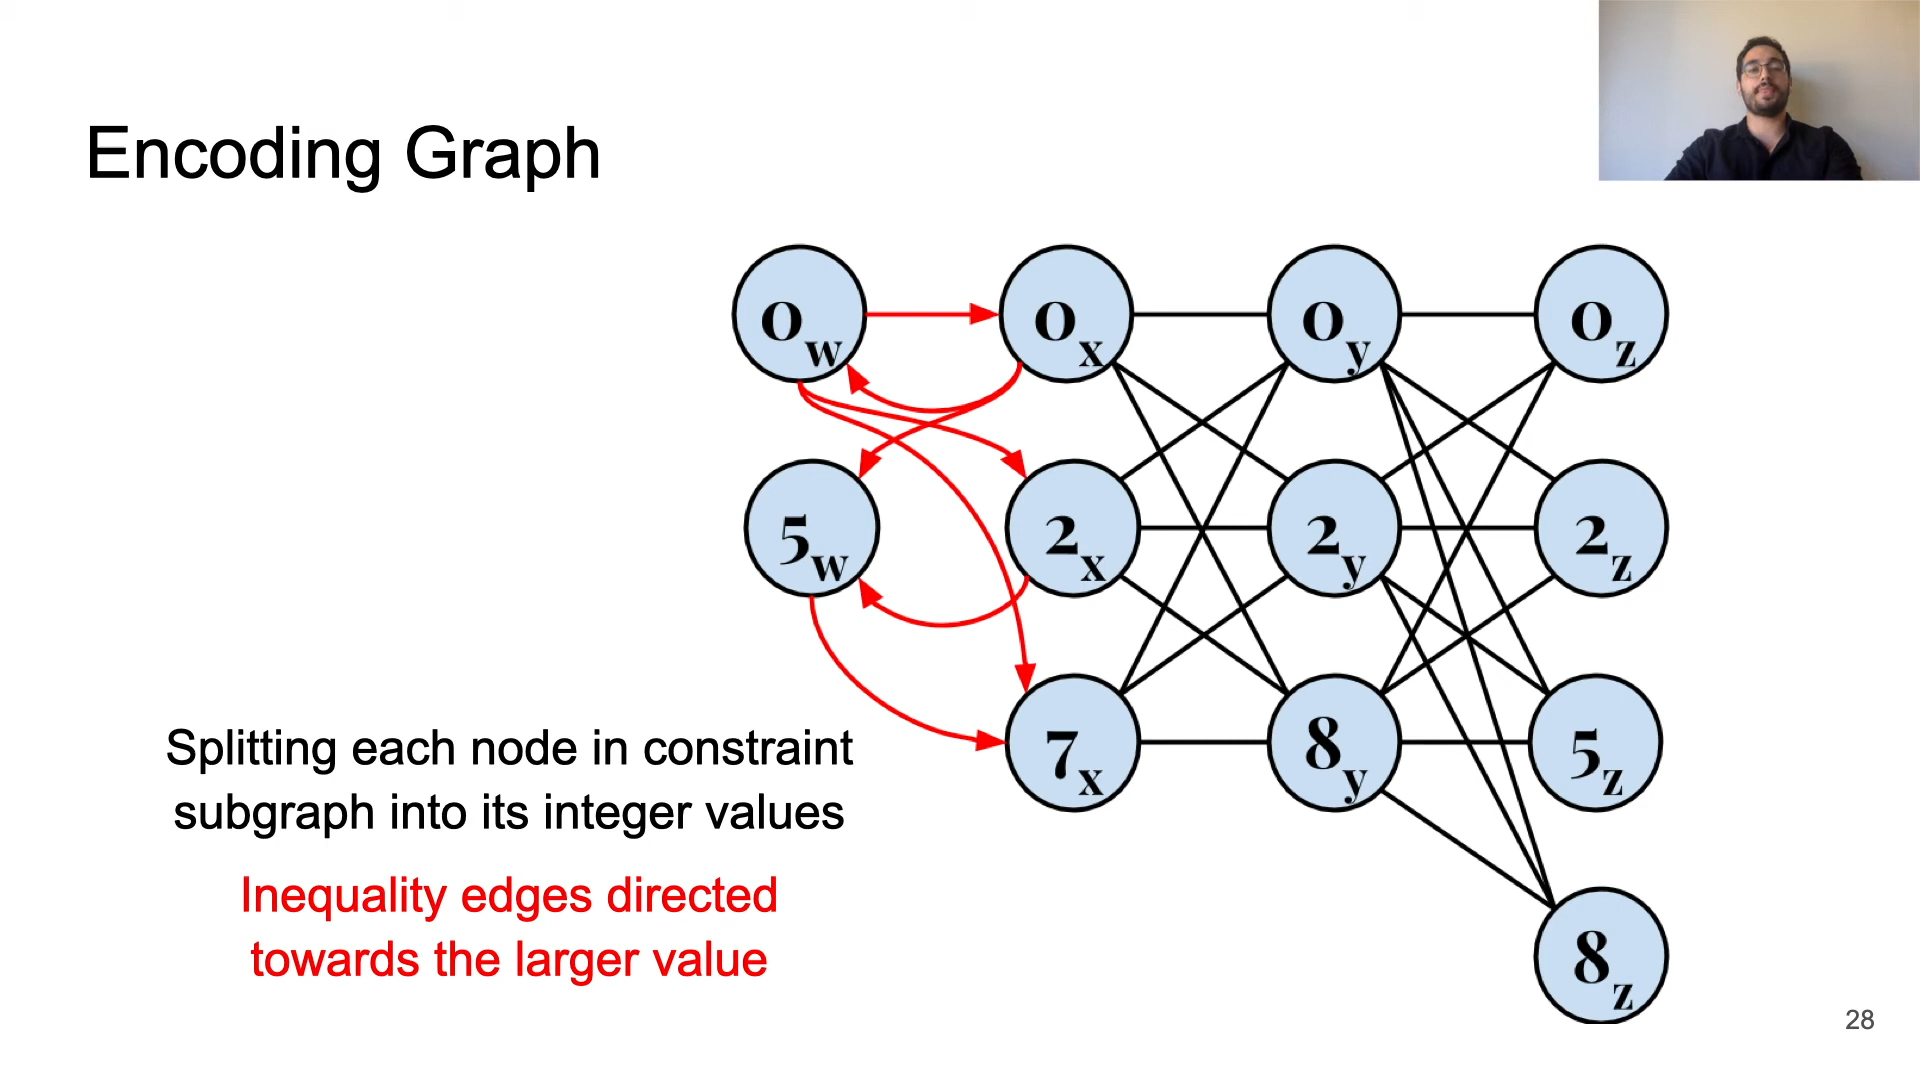 Encoding Graph
0w 0x 0y 0z
5w 2x 2y 2z
7x 8y 5z
8z
Splitting each node in constraint
subgraph into its integer values
Inequality edges directed
towards the larger value
28